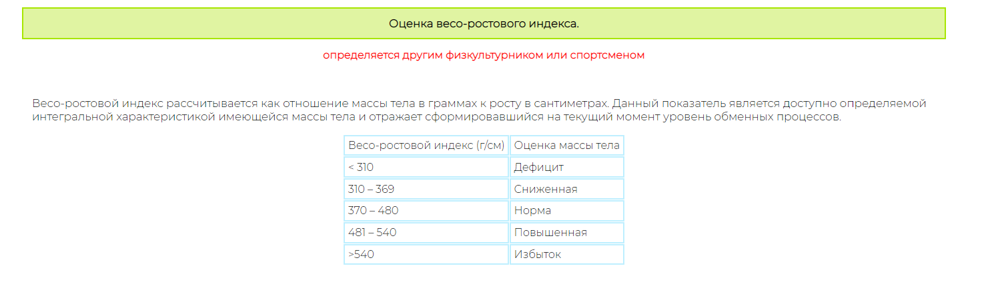 Оценка весо-ростового индекса.
определяется другим физкультурником или спортсменом
Весо-ростовой индекс рассчитывается как отношение массы тела в граммах к росту в сантиметрах. Данный показатель является доступно определяемой
интегральной характеристикой имеющейся массы тела и отражает сформировавшийся на текущий момент уровень обменных процессов.
Весо-ростовой индекс (г/см) Оценка массы тела
< 310 Дефицит
310 – 369 Сниженная
370 – 480 Норма
481 – 540 Повышенная
>540 Избыток